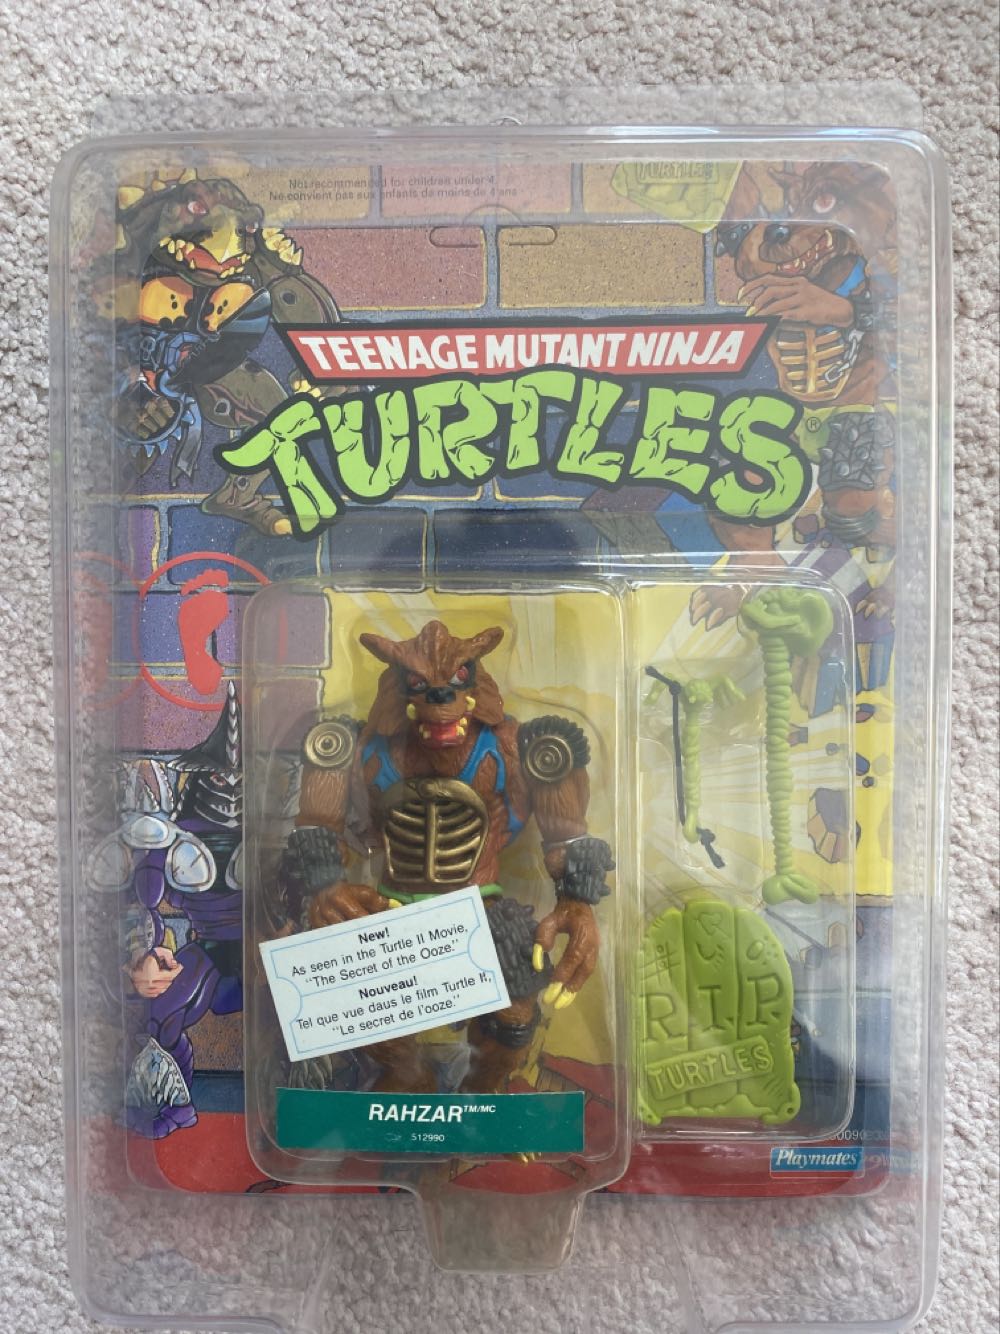 Not recommended for children under 4.
Ne convient pas aux enfants de moins de 4 ans
TURTLES
TEENAGE MUTANT NINJA
TURTLES®
New!
As seen in the Turtle II Movie,
"The Secret of the Ooze."
Nouveau!
Tel que vue daus le film Turtle II,
"Le secret de l'ooze."
RIP
TURTLES
RAHZAR™/MC
512990
Playmates